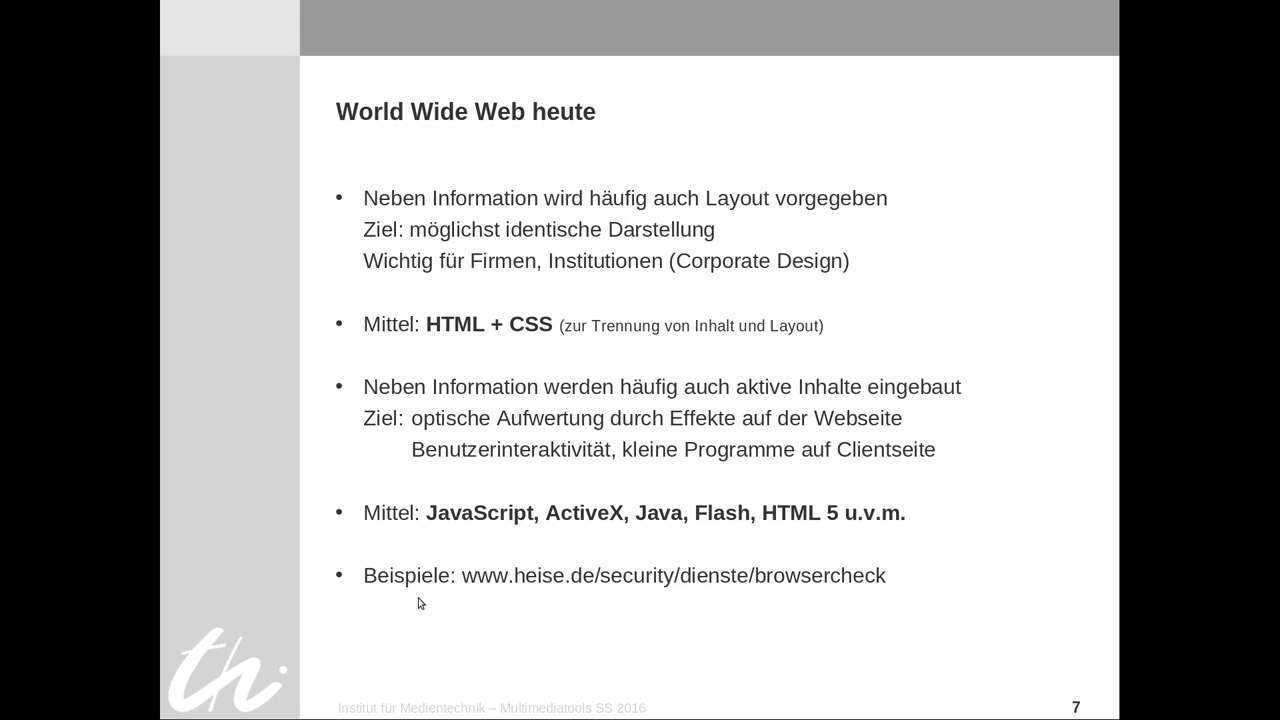 World Wide Web heute
• Neben Information wird häufig auch Layout vorgegeben
Ziel: möglichst identische Darstellung
Wichtig für Firmen, Institutionen (Corporate Design)
• Mittel: HTML + CSS (zur Trennung von Inhalt und Layout)
• Neben Information werden häufig auch aktive Inhalte eingebaut
Ziel: optische Aufwertung durch Effekte auf der Webseite
Benutzerinteraktivität, kleine Programme auf Clientseite
• Mittel: JavaScript, ActiveX, Java, Flash, HTML 5 u.v.m.
• Beispiele: www.heise.de/security/dienste/browsercheck
th
Institut für Medientechnik – Multimediatools SS 2016
7